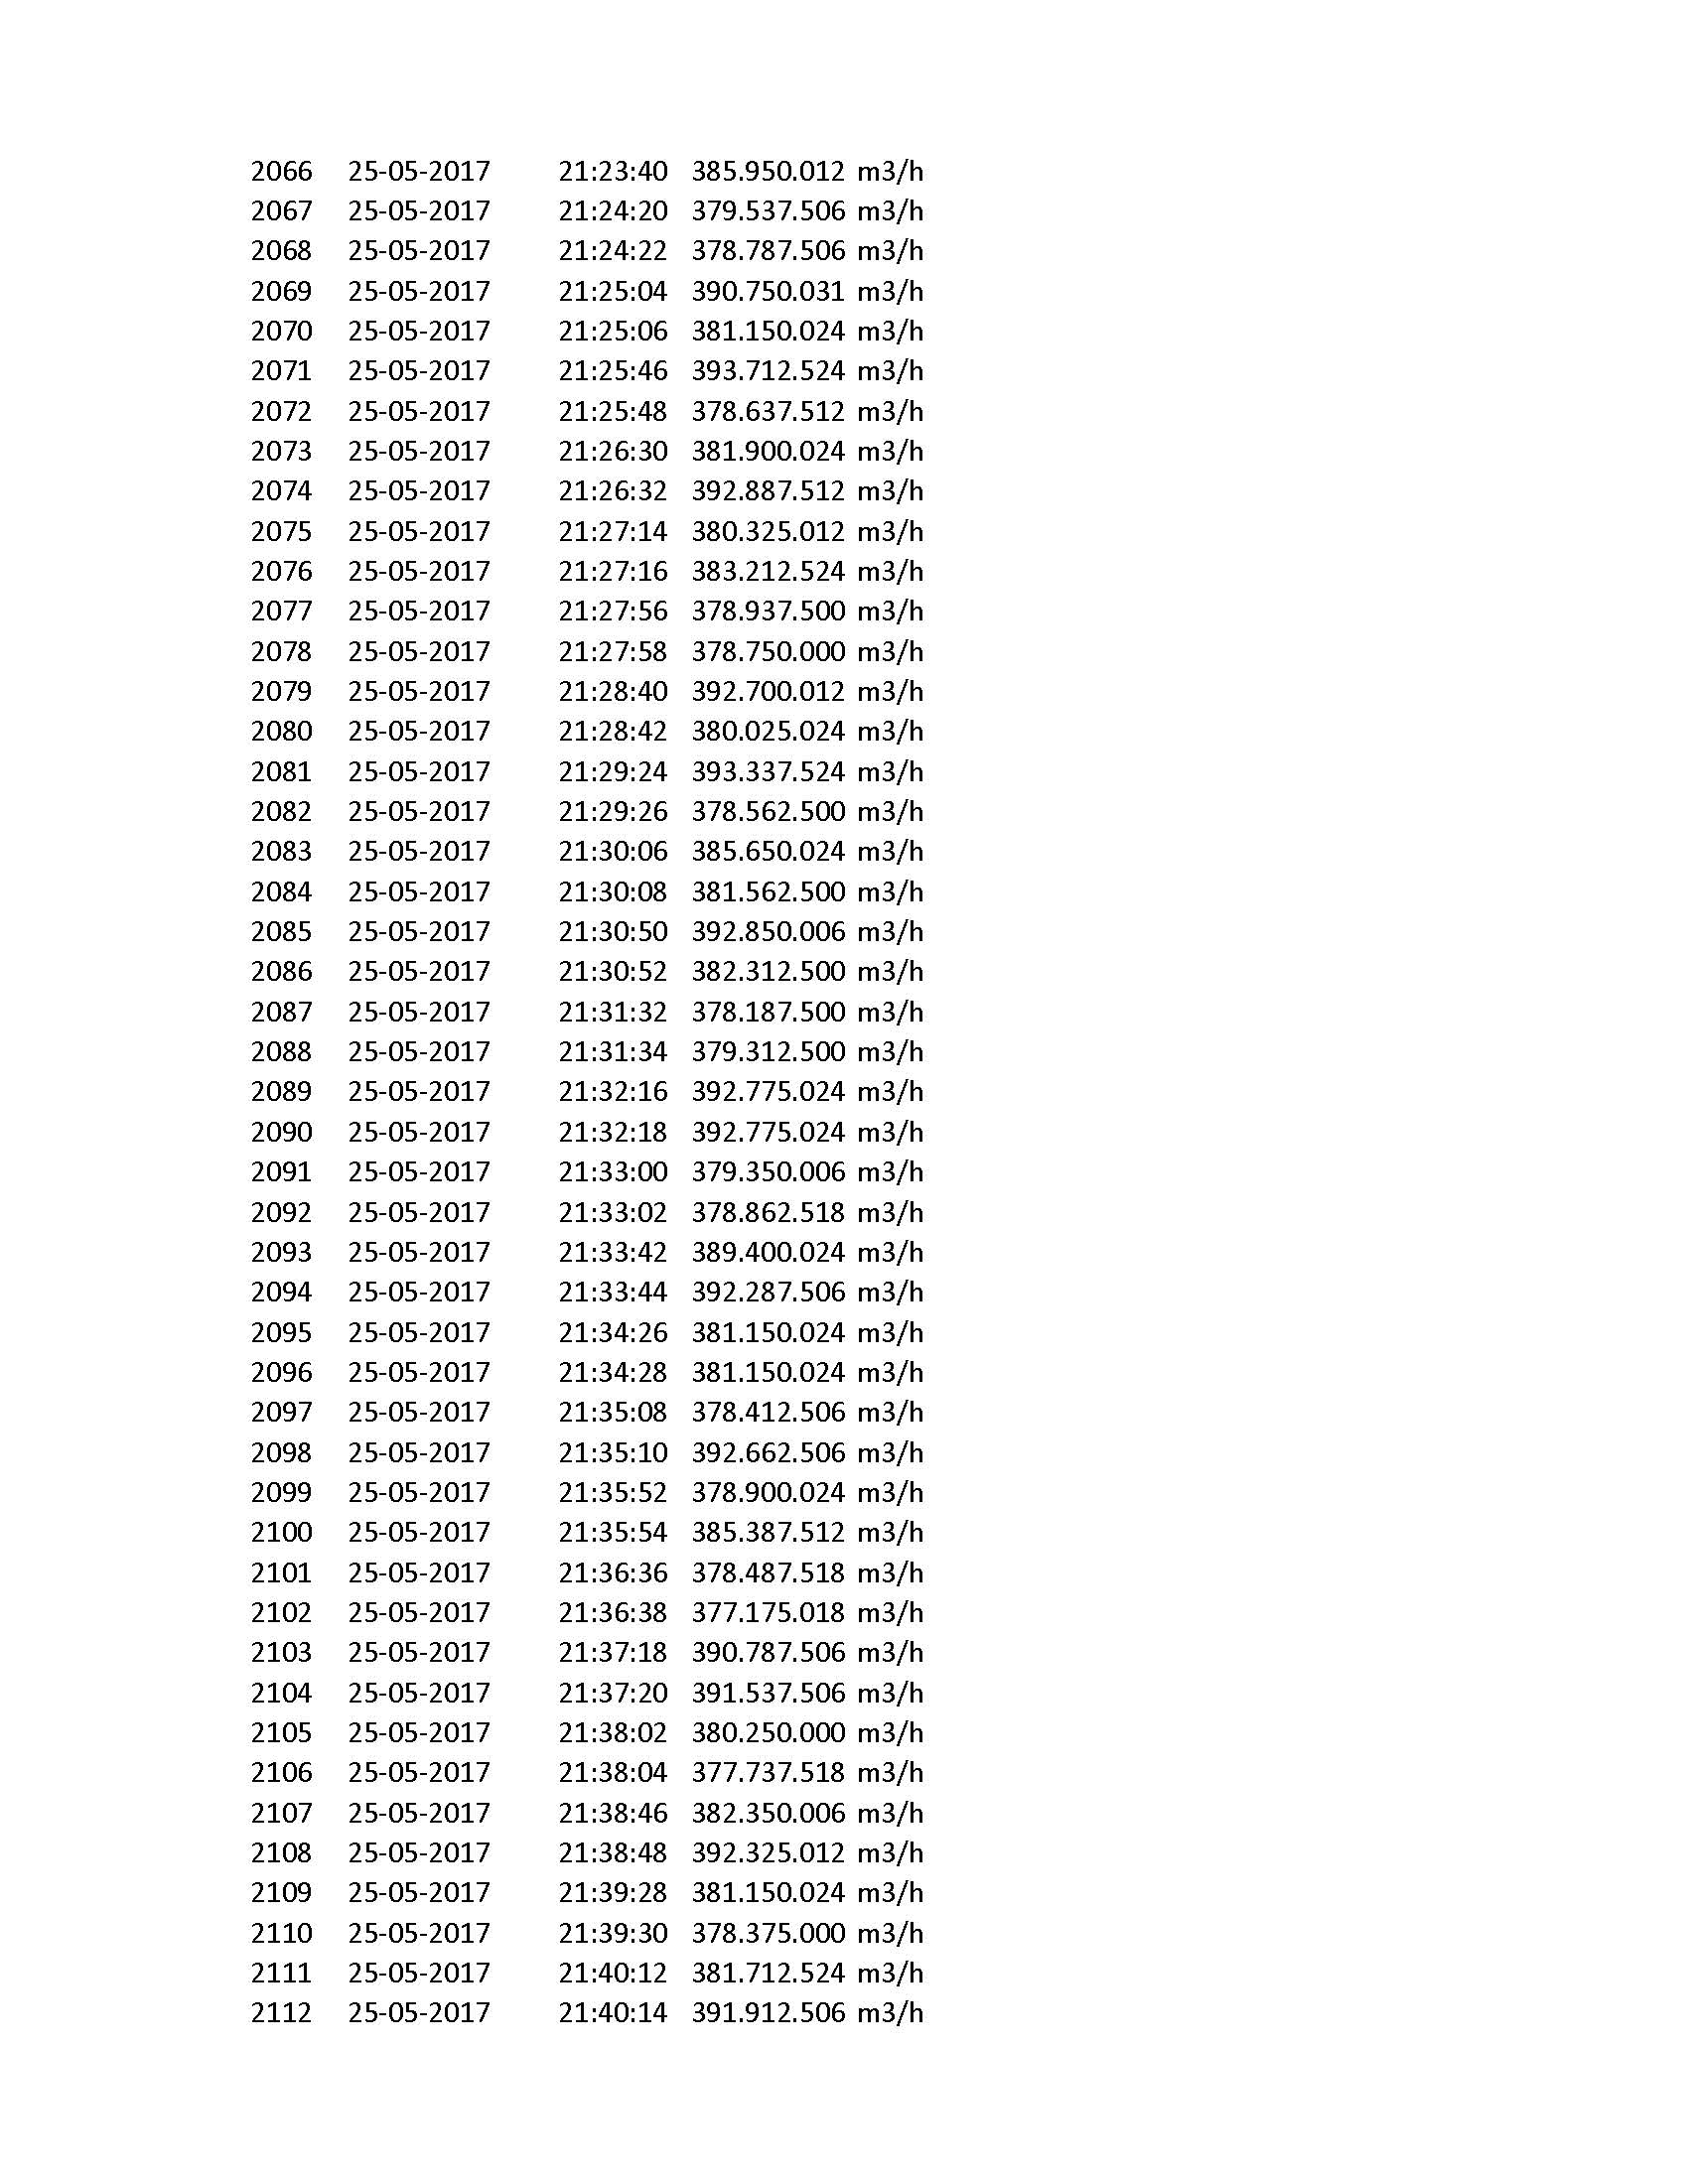 2066 25-05-2017 21:23:40 385.950.012 m3/h
2067 25-05-2017 21:24:20 379.537.506 m3/h
2068 25-05-2017 21:24:22 378.787.506 m3/h
2069 25-05-2017 21:25:04 390.750.031 m3/h
2070 25-05-2017 21:25:06 381.150.024 m3/h
2071 25-05-2017 21:25:46 393.712.524 m3/h
2072 25-05-2017 21:25:48 378.637.512 m3/h
2073 25-05-2017 21:26:30 381.900.024 m3/h
2074 25-05-2017 21:26:32 392.887.512 m3/h
2075 25-05-2017 21:27:14 380.325.012 m3/h
2076 25-05-2017 21:27:16 383.212.524 m3/h
2077 25-05-2017 21:27:56 378.937.500 m3/h
2078 25-05-2017 21:27:58 378.750.000 m3/h
2079 25-05-2017 21:28:40 392.700.012 m3/h
2080 25-05-2017 21:28:42 380.025.024 m3/h
2081 25-05-2017 21:29:24 393.337.524 m3/h
2082 25-05-2017 21:29:26 378.562.500 m3/h
2083 25-05-2017 21:30:06 385.650.024 m3/h
2084 25-05-2017 21:30:08 381.562.500 m3/h
2085 25-05-2017 21:30:50 392.850.006 m3/h
2086 25-05-2017 21:30:52 382.312.500 m3/h
2087 25-05-2017 21:31:32 378.187.500 m3/h
2088 25-05-2017 21:31:34 379.312.500 m3/h
2089 25-05-2017 21:32:16 392.775.024 m3/h
2090 25-05-2017 21:32:18 392.775.024 m3/h
2091 25-05-2017 21:33:00 379.350.006 m3/h
2092 25-05-2017 21:33:02 378.862.518 m3/h
2093 25-05-2017 21:33:42 389.400.024 m3/h
2094 25-05-2017 21:33:44 392.287.506 m3/h
2095 25-05-2017 21:34:26 381.150.024 m3/h
2096 25-05-2017 21:34:28 381.150.024 m3/h
2097 25-05-2017 21:35:08 378.412.506 m3/h
2098 25-05-2017 21:35:10 392.662.506 m3/h
2099 25-05-2017 21:35:52 378.900.024 m3/h
2100 25-05-2017 21:35:54 385.387.512 m3/h
2101 25-05-2017 21:36:36 378.487.518 m3/h
2102 25-05-2017 21:36:38 377.175.018 m3/h
2103 25-05-2017 21:37:18 390.787.506 m3/h
2104 25-05-2017 21:37:20 391.537.506 m3/h
2105 25-05-2017 21:38:02 380.250.000 m3/h
2106 25-05-2017 21:38:04 377.737.518 m3/h
2107 25-05-2017 21:38:46 382.350.006 m3/h
2108 25-05-2017 21:38:48 392.325.012 m3/h
2109 25-05-2017 21:39:28 381.150.024 m3/h
2110 25-05-2017 21:39:30 378.375.000 m3/h
2111 25-05-2017 21:40:12 381.712.524 m3/h
2112 25-05-2017 21:40:14 391.912.506 m3/h